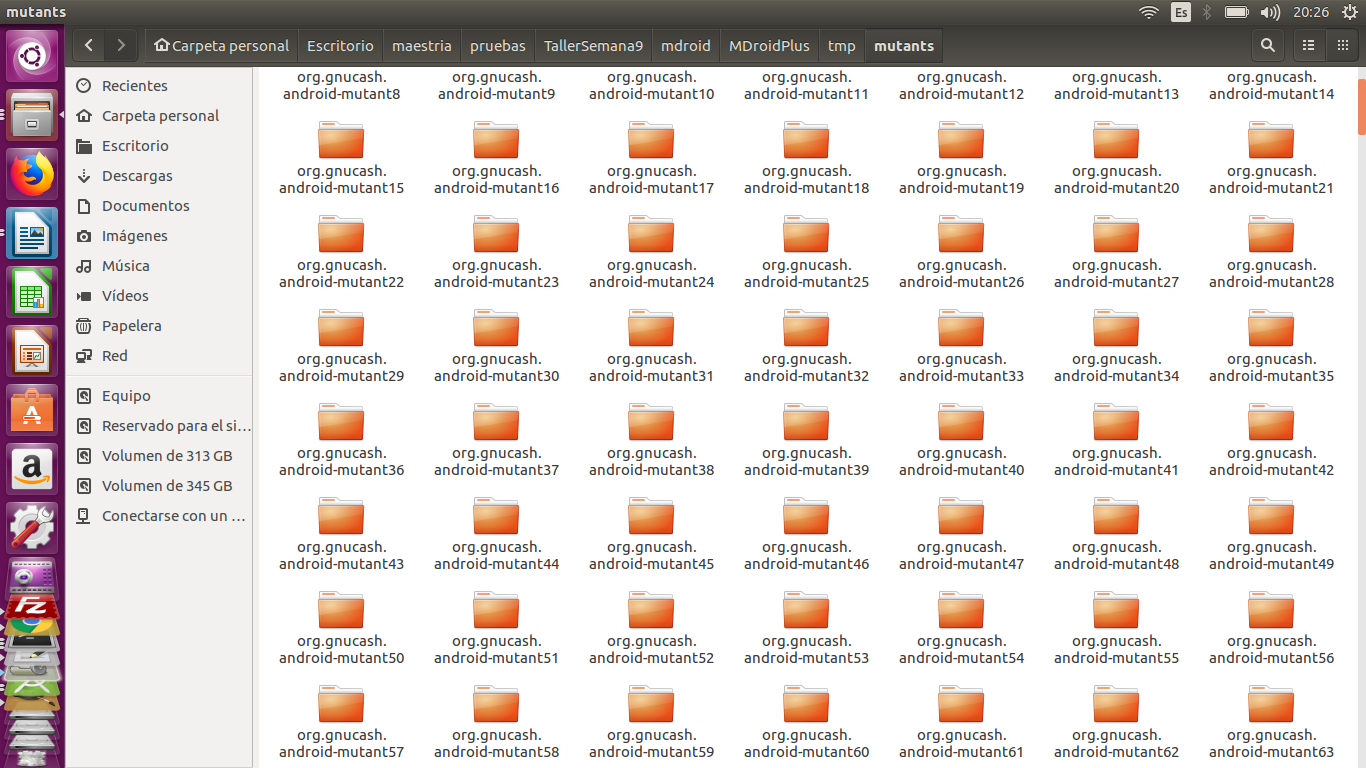 mutants
Es
20:26
Carpeta personal
Escritorio
maestria
pruebas
TallerSemana9
mdroid
MDroidPlus
tmp
mutants
Recientes
Carpeta personal
Escritorio
Descargas
Documentos
Imágenes
Música
Vídeos
Papelera
Red
Equipo
Reservado para el si...
Volumen de 313 GB
Volumen de 345 GB
Conectarse con un ...
org.gnucash.
android-mutant8
org.gnucash.
android-mutant9
org.gnucash.
android-mutant10
org.gnucash.
android-mutant11
org.gnucash.
android-mutant12
org.gnucash.
android-mutant13
org.gnucash.
android-mutant14
org.gnucash.
android-mutant15
org.gnucash.
android-mutant16
org.gnucash.
android-mutant17
org.gnucash.
android-mutant18
org.gnucash.
android-mutant19
org.gnucash.
android-mutant20
org.gnucash.
android-mutant21
org.gnucash.
android-mutant22
org.gnucash.
android-mutant23
org.gnucash.
android-mutant24
org.gnucash.
android-mutant25
org.gnucash.
android-mutant26
org.gnucash.
android-mutant27
org.gnucash.
android-mutant28
org.gnucash.
android-mutant29
org.gnucash.
android-mutant30
org.gnucash.
android-mutant31
org.gnucash.
android-mutant32
org.gnucash.
android-mutant33
org.gnucash.
android-mutant34
org.gnucash.
android-mutant35
org.gnucash.
android-mutant36
org.gnucash.
android-mutant37
org.gnucash.
android-mutant38
org.gnucash.
android-mutant39
org.gnucash.
android-mutant40
org.gnucash.
android-mutant41
org.gnucash.
android-mutant42
org.gnucash.
android-mutant43
org.gnucash.
android-mutant44
org.gnucash.
android-mutant45
org.gnucash.
android-mutant46
org.gnucash.
android-mutant47
org.gnucash.
android-mutant48
org.gnucash.
android-mutant49
org.gnucash.
android-mutant50
org.gnucash.
android-mutant51
org.gnucash.
android-mutant52
org.gnucash.
android-mutant53
org.gnucash.
android-mutant54
org.gnucash.
android-mutant55
org.gnucash.
android-mutant56
org.gnucash.
android-mutant57
org.gnucash.
android-mutant58
org.gnucash.
android-mutant59
org.gnucash.
android-mutant60
org.gnucash.
android-mutant61
org.gnucash.
android-mutant62
org.gnucash.
android-mutant63